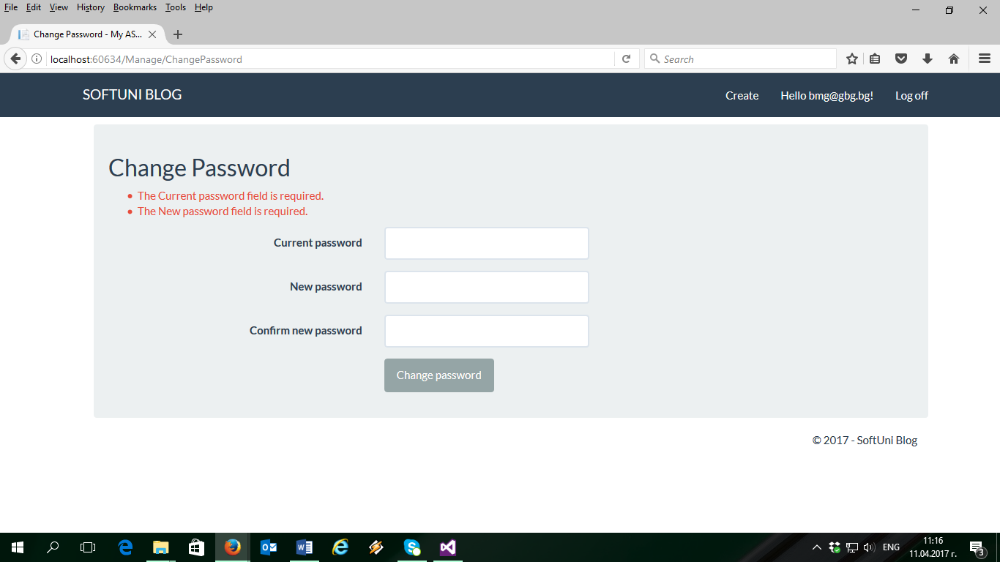 File Edit View History Bookmarks Tools Help
Change Password - My AS...
localhost:60634/Manage/ChangePassword
Search
SOFTUNI BLOG
Create Hello bmg@gbg.bg! Log off
Change Password
• The Current password field is required.
• The New password field is required.
Current password
New password
Confirm new password
Change password
© 2017 - SoftUni Blog
ENG
11:16
11.04.2017 г.
3